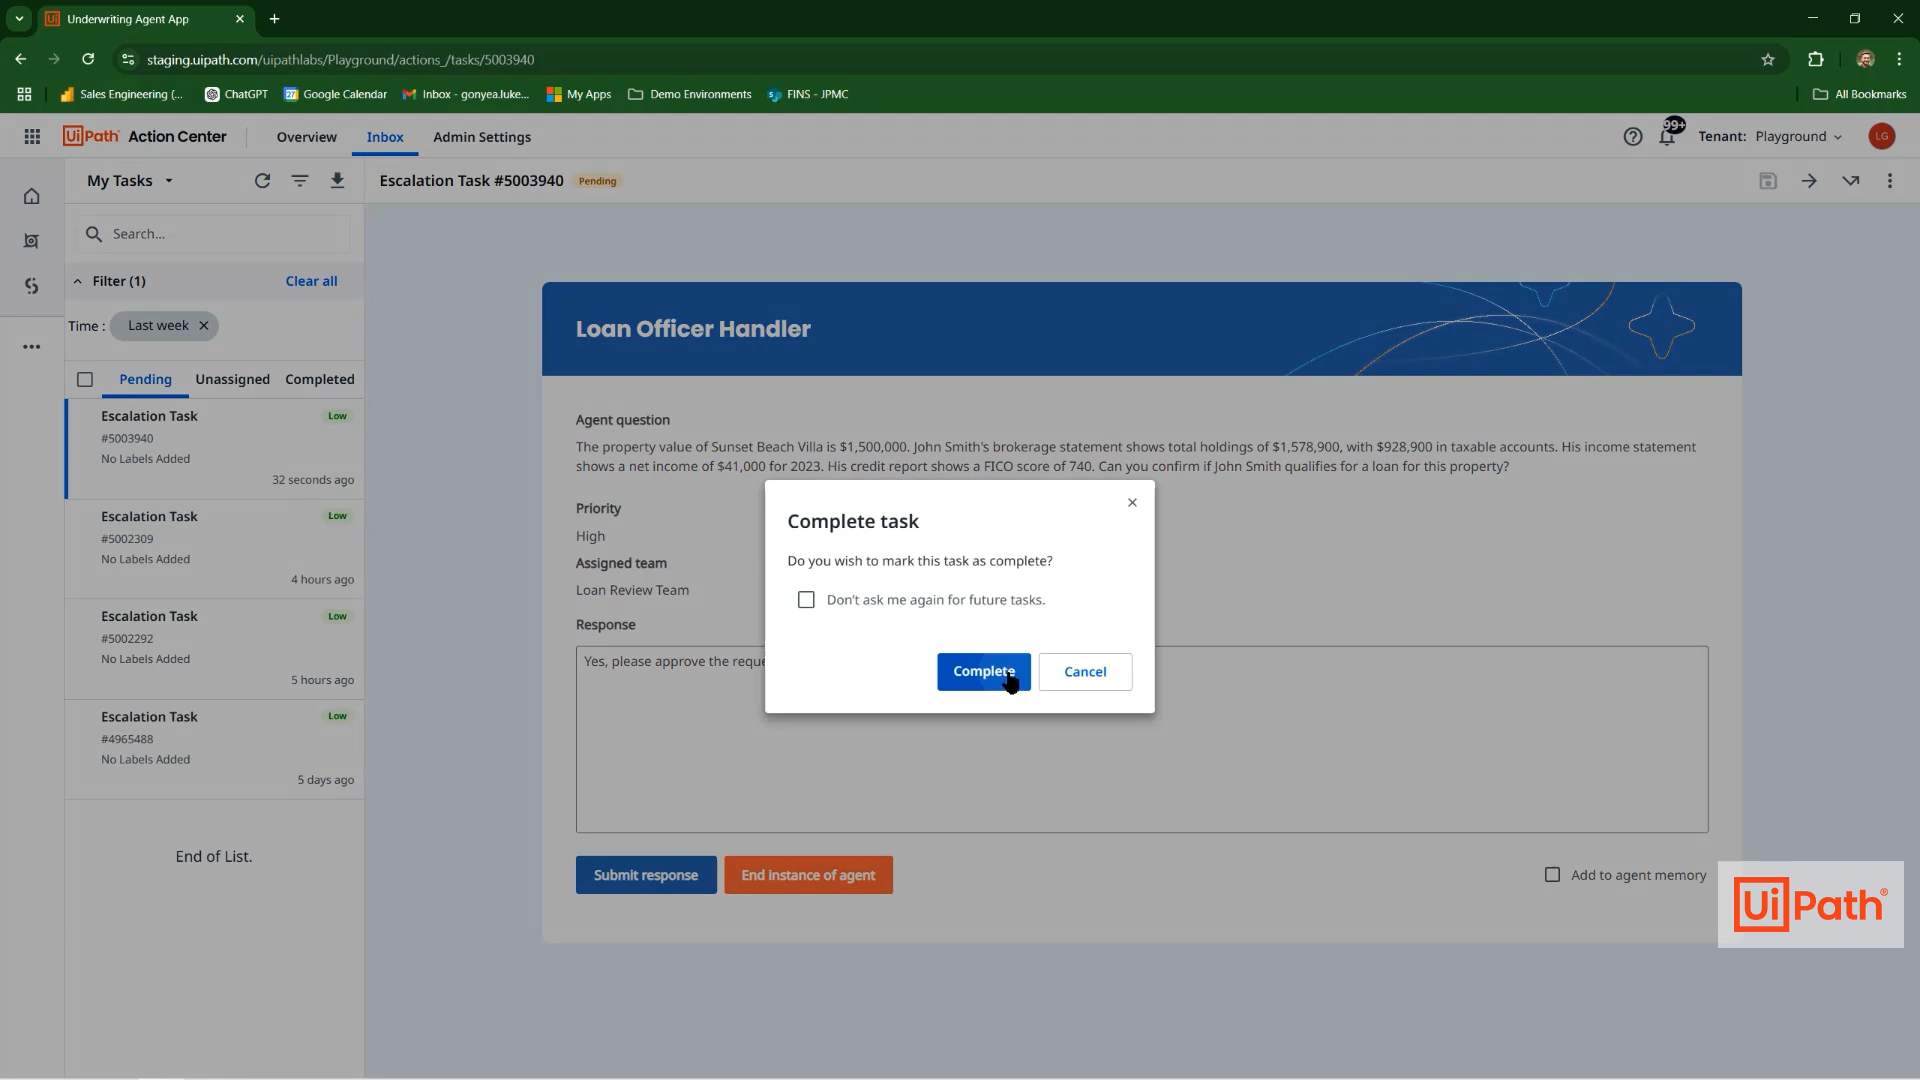 Underwriting Agent App
staging.uipath.com/uipathlabs/Playground/actions_/tasks/5003940
Sales Engineering (... ChatGPT Google Calendar Inbox - gonyea.luke... My Apps Demo Environments FINS - JPMC All Bookmarks
UiPath Action Center Overview Inbox Admin Settings 99+ Tenant: Playground LG
My Tasks Escalation Task #5003940 Pending
Search...
Filter (1) Clear all
Time : Last week
Pending Unassigned Completed
Escalation Task Low
#5003940
No Labels Added
32 seconds ago
Escalation Task Low
#5002309
No Labels Added
4 hours ago
Escalation Task Low
#5002292
No Labels Added
5 hours ago
Escalation Task Low
#4965488
No Labels Added
5 days ago
End of List.
Loan Officer Handler
Agent question
The property value of Sunset Beach Villa is $1,500,000. John Smith's brokerage statement shows total holdings of $1,578,900, with $928,900 in taxable accounts. His income statement
shows a net income of $41,000 for 2023. His credit report shows a FICO score of 740. Can you confirm if John Smith qualifies for a loan for this property?
Priority
High
Assigned team
Loan Review Team
Response
Yes, please approve the reque
Complete task
Do you wish to mark this task as complete?
Don't ask me again for future tasks.
Complete Cancel
Submit response End instance of agent Add to agent memory
UiPath®